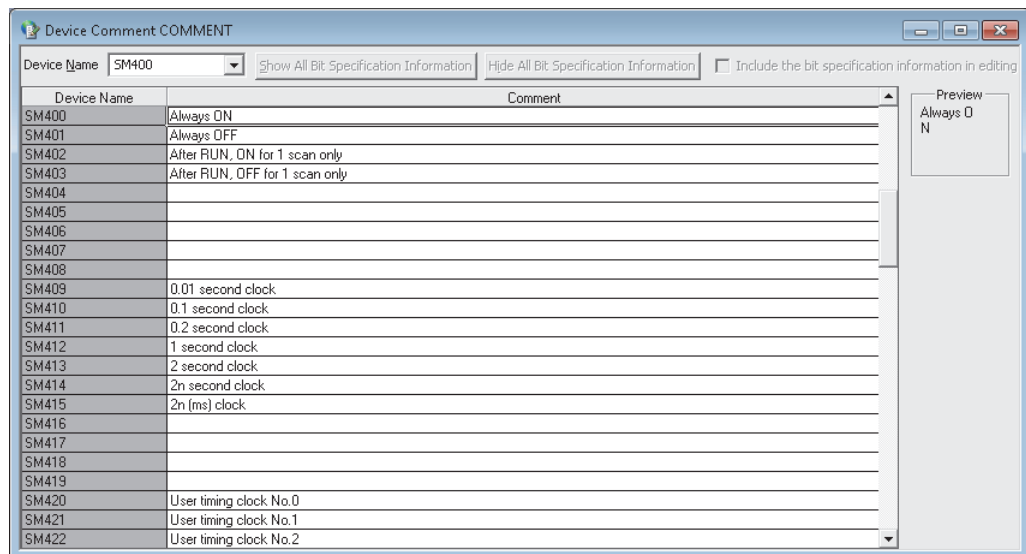 Device Comment COMMENT
Device Name SM400 Show All Bit Specification Information Hide All Bit Specification Information Include the bit specification information in editing
Device Name Comment
SM400 Always ON
SM401 Always OFF
SM402 After RUN, ON for 1 scan only
SM403 After RUN, OFF for 1 scan only
SM404
SM405
SM406
SM407
SM408
SM409 0.01 second clock
SM410 0.1 second clock
SM411 0.2 second clock
SM412 1 second clock
SM413 2 second clock
SM414 2n second clock
SM415 2n (ms) clock
SM416
SM417
SM418
SM419
SM420 User timing clock No.0
SM421 User timing clock No.1
SM422 User timing clock No.2
Preview
Always O
N